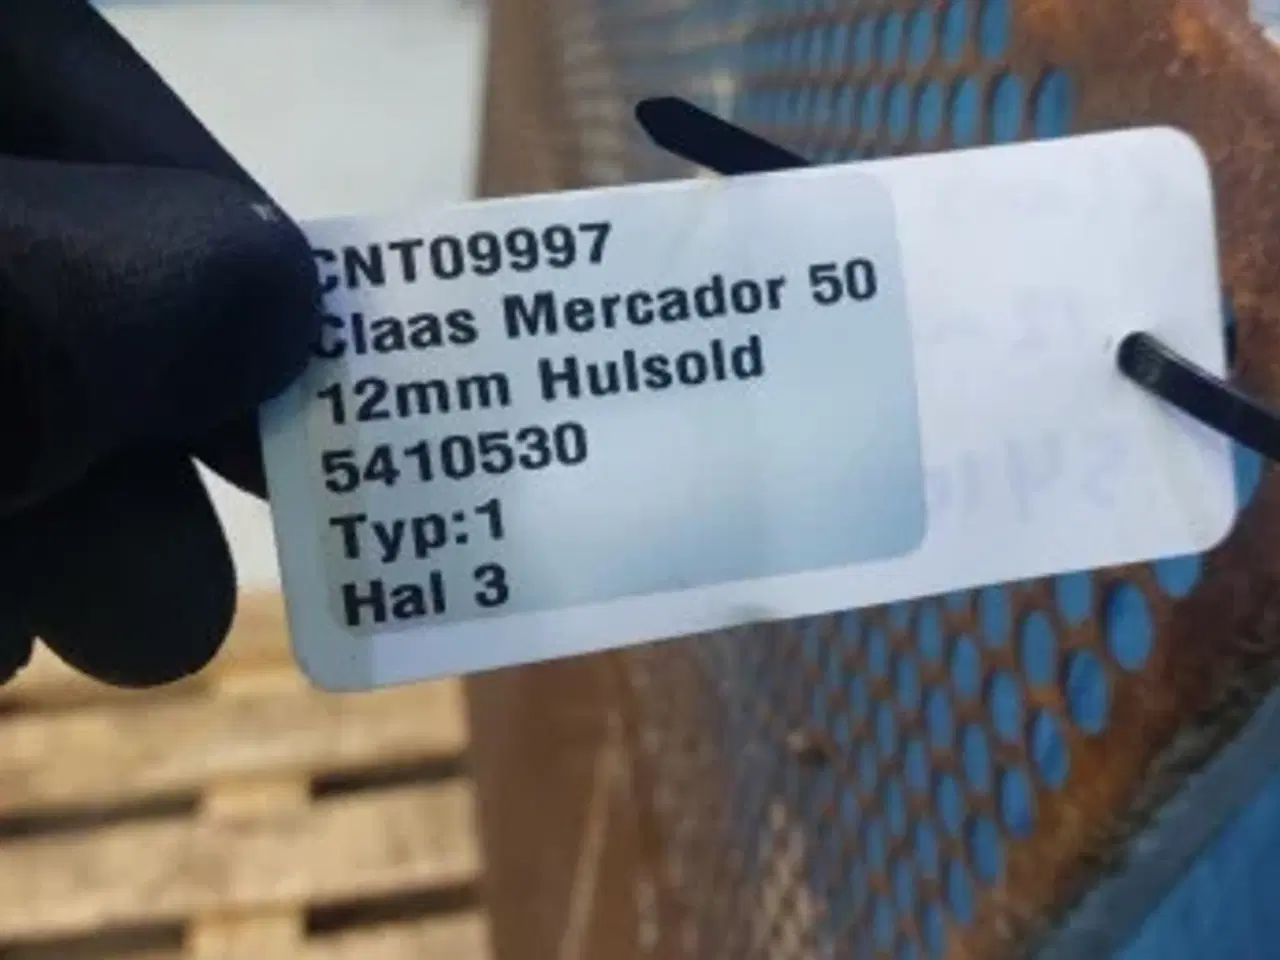 CNT09997
Claas Mercador 50
12mm Hulsold
5410530
Typ:1
Hal 3